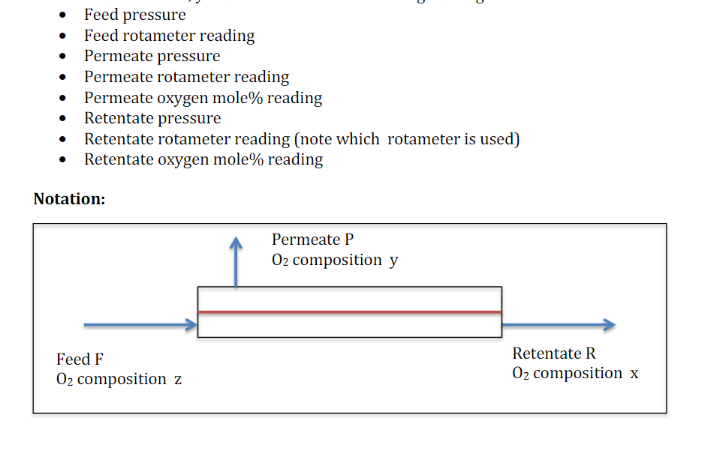 • Feed pressure
• Feed rotameter reading
• Permeate pressure
• Permeate rotameter reading
• Permeate oxygen mole% reading
• Retentate pressure
• Retentate rotameter reading (note which rotameter is used)
• Retentate oxygen mole% reading
Notation:
Permeate P
O₂ composition y
Feed F
O₂ composition z
Retentate R
O₂ composition x